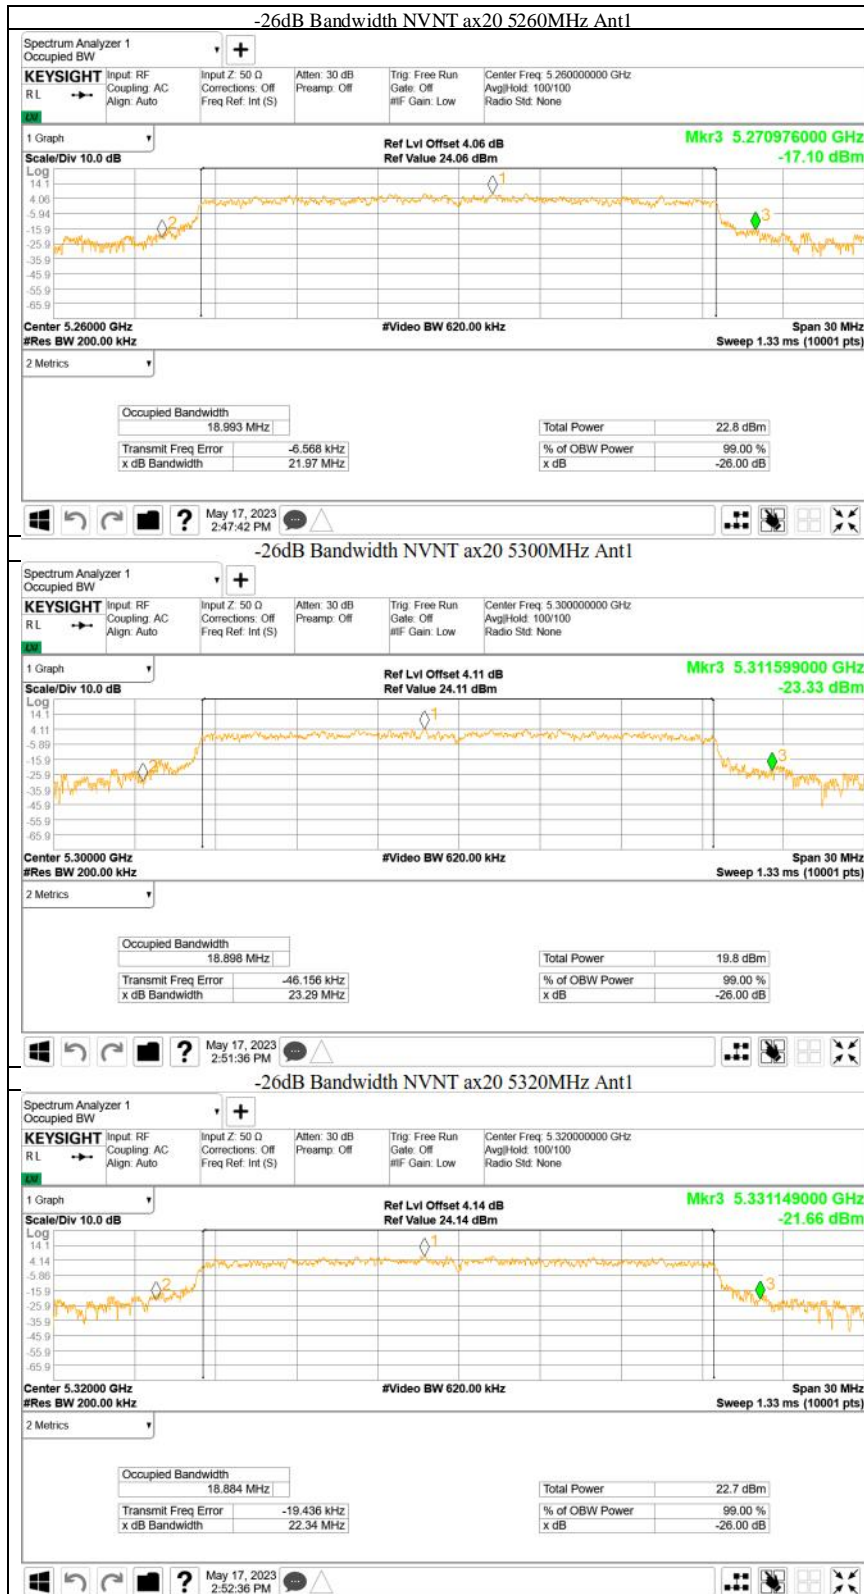 -26dB Bandwidth NVNT ax20 5260MHz Ant1
Spectrum Analyzer 1
Occupied BW
KEYSIGHT Input: RF Input Z: 50 Ω Atten: 30 dB Trig: Free Run Center Freq: 5.260000000 GHz
RL Coupling: AC Corrections: Off Preamp: Off Gate: Off Avg|Hold: 100/100
Align: Auto Freq Ref: Int (S) #IF Gain: Low Radio Std: None
1 Graph Ref Lvl Offset 4.06 dB Mkr3 5.270976000 GHz
Scale/Div 10.0 dB Ref Value 24.06 dBm -17.10 dBm
Log
14.1
4.06
-5.94
-15.9
-25.9
-35.9
-45.9
-55.9
-65.9
1
2
3
Center 5.26000 GHz #Video BW 620.00 kHz Span 30 MHz
#Res BW 200.00 kHz Sweep 1.33 ms (10001 pts)
2 Metrics
Occupied Bandwidth
18.993 MHz Total Power 22.8 dBm
Transmit Freq Error -6.568 kHz % of OBW Power 99.00 %
x dB Bandwidth 21.97 MHz x dB -26.00 dB
? May 17, 2023
2:47:42 PM
-26dB Bandwidth NVNT ax20 5300MHz Ant1
Spectrum Analyzer 1
Occupied BW
KEYSIGHT Input: RF Input Z: 50 Ω Atten: 30 dB Trig: Free Run Center Freq: 5.300000000 GHz
RL Coupling: AC Corrections: Off Preamp: Off Gate: Off Avg|Hold: 100/100
Align: Auto Freq Ref: Int (S) #IF Gain: Low Radio Std: None
1 Graph Ref Lvl Offset 4.11 dB Mkr3 5.311599000 GHz
Scale/Div 10.0 dB Ref Value 24.11 dBm -23.33 dBm
Log
14.1
4.11
-5.89
-15.9
-25.9
-35.9
-45.9
-55.9
-65.9
1
2
3
Center 5.30000 GHz #Video BW 620.00 kHz Span 30 MHz
#Res BW 200.00 kHz Sweep 1.33 ms (10001 pts)
2 Metrics
Occupied Bandwidth
18.898 MHz Total Power 19.8 dBm
Transmit Freq Error -46.156 kHz % of OBW Power 99.00 %
x dB Bandwidth 23.29 MHz x dB -26.00 dB
? May 17, 2023
2:51:36 PM
-26dB Bandwidth NVNT ax20 5320MHz Ant1
Spectrum Analyzer 1
Occupied BW
KEYSIGHT Input: RF Input Z: 50 Ω Atten: 30 dB Trig: Free Run Center Freq: 5.320000000 GHz
RL Coupling: AC Corrections: Off Preamp: Off Gate: Off Avg|Hold: 100/100
Align: Auto Freq Ref: Int (S) #IF Gain: Low Radio Std: None
1 Graph Ref Lvl Offset 4.14 dB Mkr3 5.331149000 GHz
Scale/Div 10.0 dB Ref Value 24.14 dBm -21.66 dBm
Log
14.1
4.14
-5.86
-15.9
-25.9
-35.9
-45.9
-55.9
-65.9
1
2
3
Center 5.32000 GHz #Video BW 620.00 kHz Span 30 MHz
#Res BW 200.00 kHz Sweep 1.33 ms (10001 pts)
2 Metrics
Occupied Bandwidth
18.884 MHz Total Power 22.7 dBm
Transmit Freq Error -19.436 kHz % of OBW Power 99.00 %
x dB Bandwidth 22.34 MHz x dB -26.00 dB
? May 17, 2023
2:52:36 PM